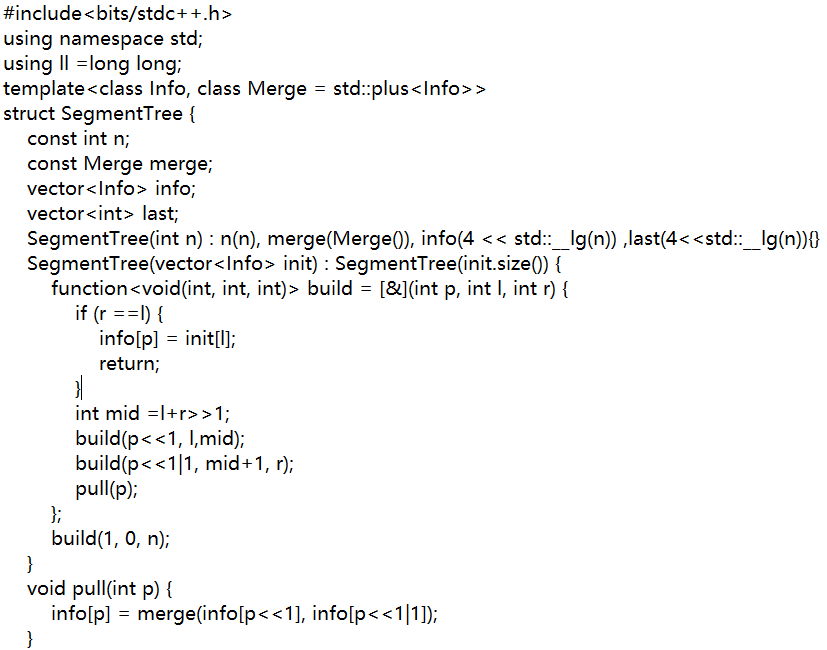 #include<bits/stdc++.h>
using namespace std;
using ll =long long;
template<class Info, class Merge = std::plus<Info>>
struct SegmentTree {
    const int n;
    const Merge merge;
    vector<Info> info;
    vector<int> last;
    SegmentTree(int n) : n(n), merge(Merge()), info(4 << std::__lg(n)) ,last(4<<std::__lg(n)){}
    SegmentTree(vector<Info> init) : SegmentTree(init.size()) {
        function<void(int, int, int)> build = [&](int p, int l, int r) {
            if (r ==l) {
                info[p] = init[l];
                return;
            }
            int mid =l+r>>1;
            build(p<<1, l,mid);
            build(p<<1|1, mid+1, r);
            pull(p);
        };
        build(1, 0, n);
    }
    void pull(int p) {
        info[p] = merge(info[p<<1], info[p<<1|1]);
    }